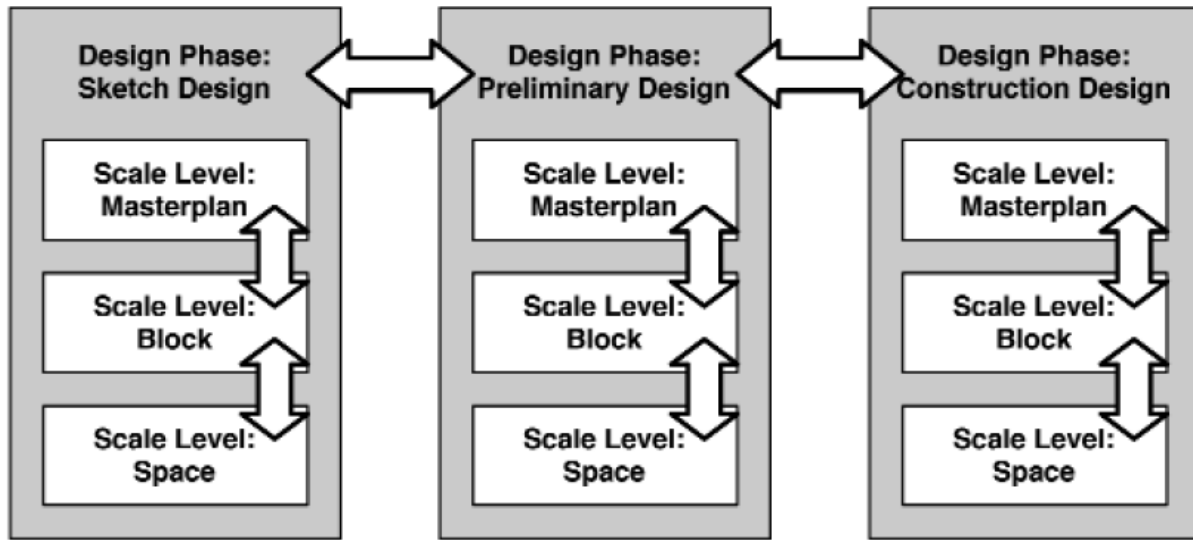 Design Phase:
Sketch Design
Scale Level:
Masterplan
Scale Level:
Block
Scale Level:
Space
Design Phase:
Preliminary Design
Scale Level:
Masterplan
Scale Level:
Block
Scale Level:
Space
Design Phase:
Construction Design
Scale Level:
Masterplan
Scale Level:
Block
Scale Level:
Space